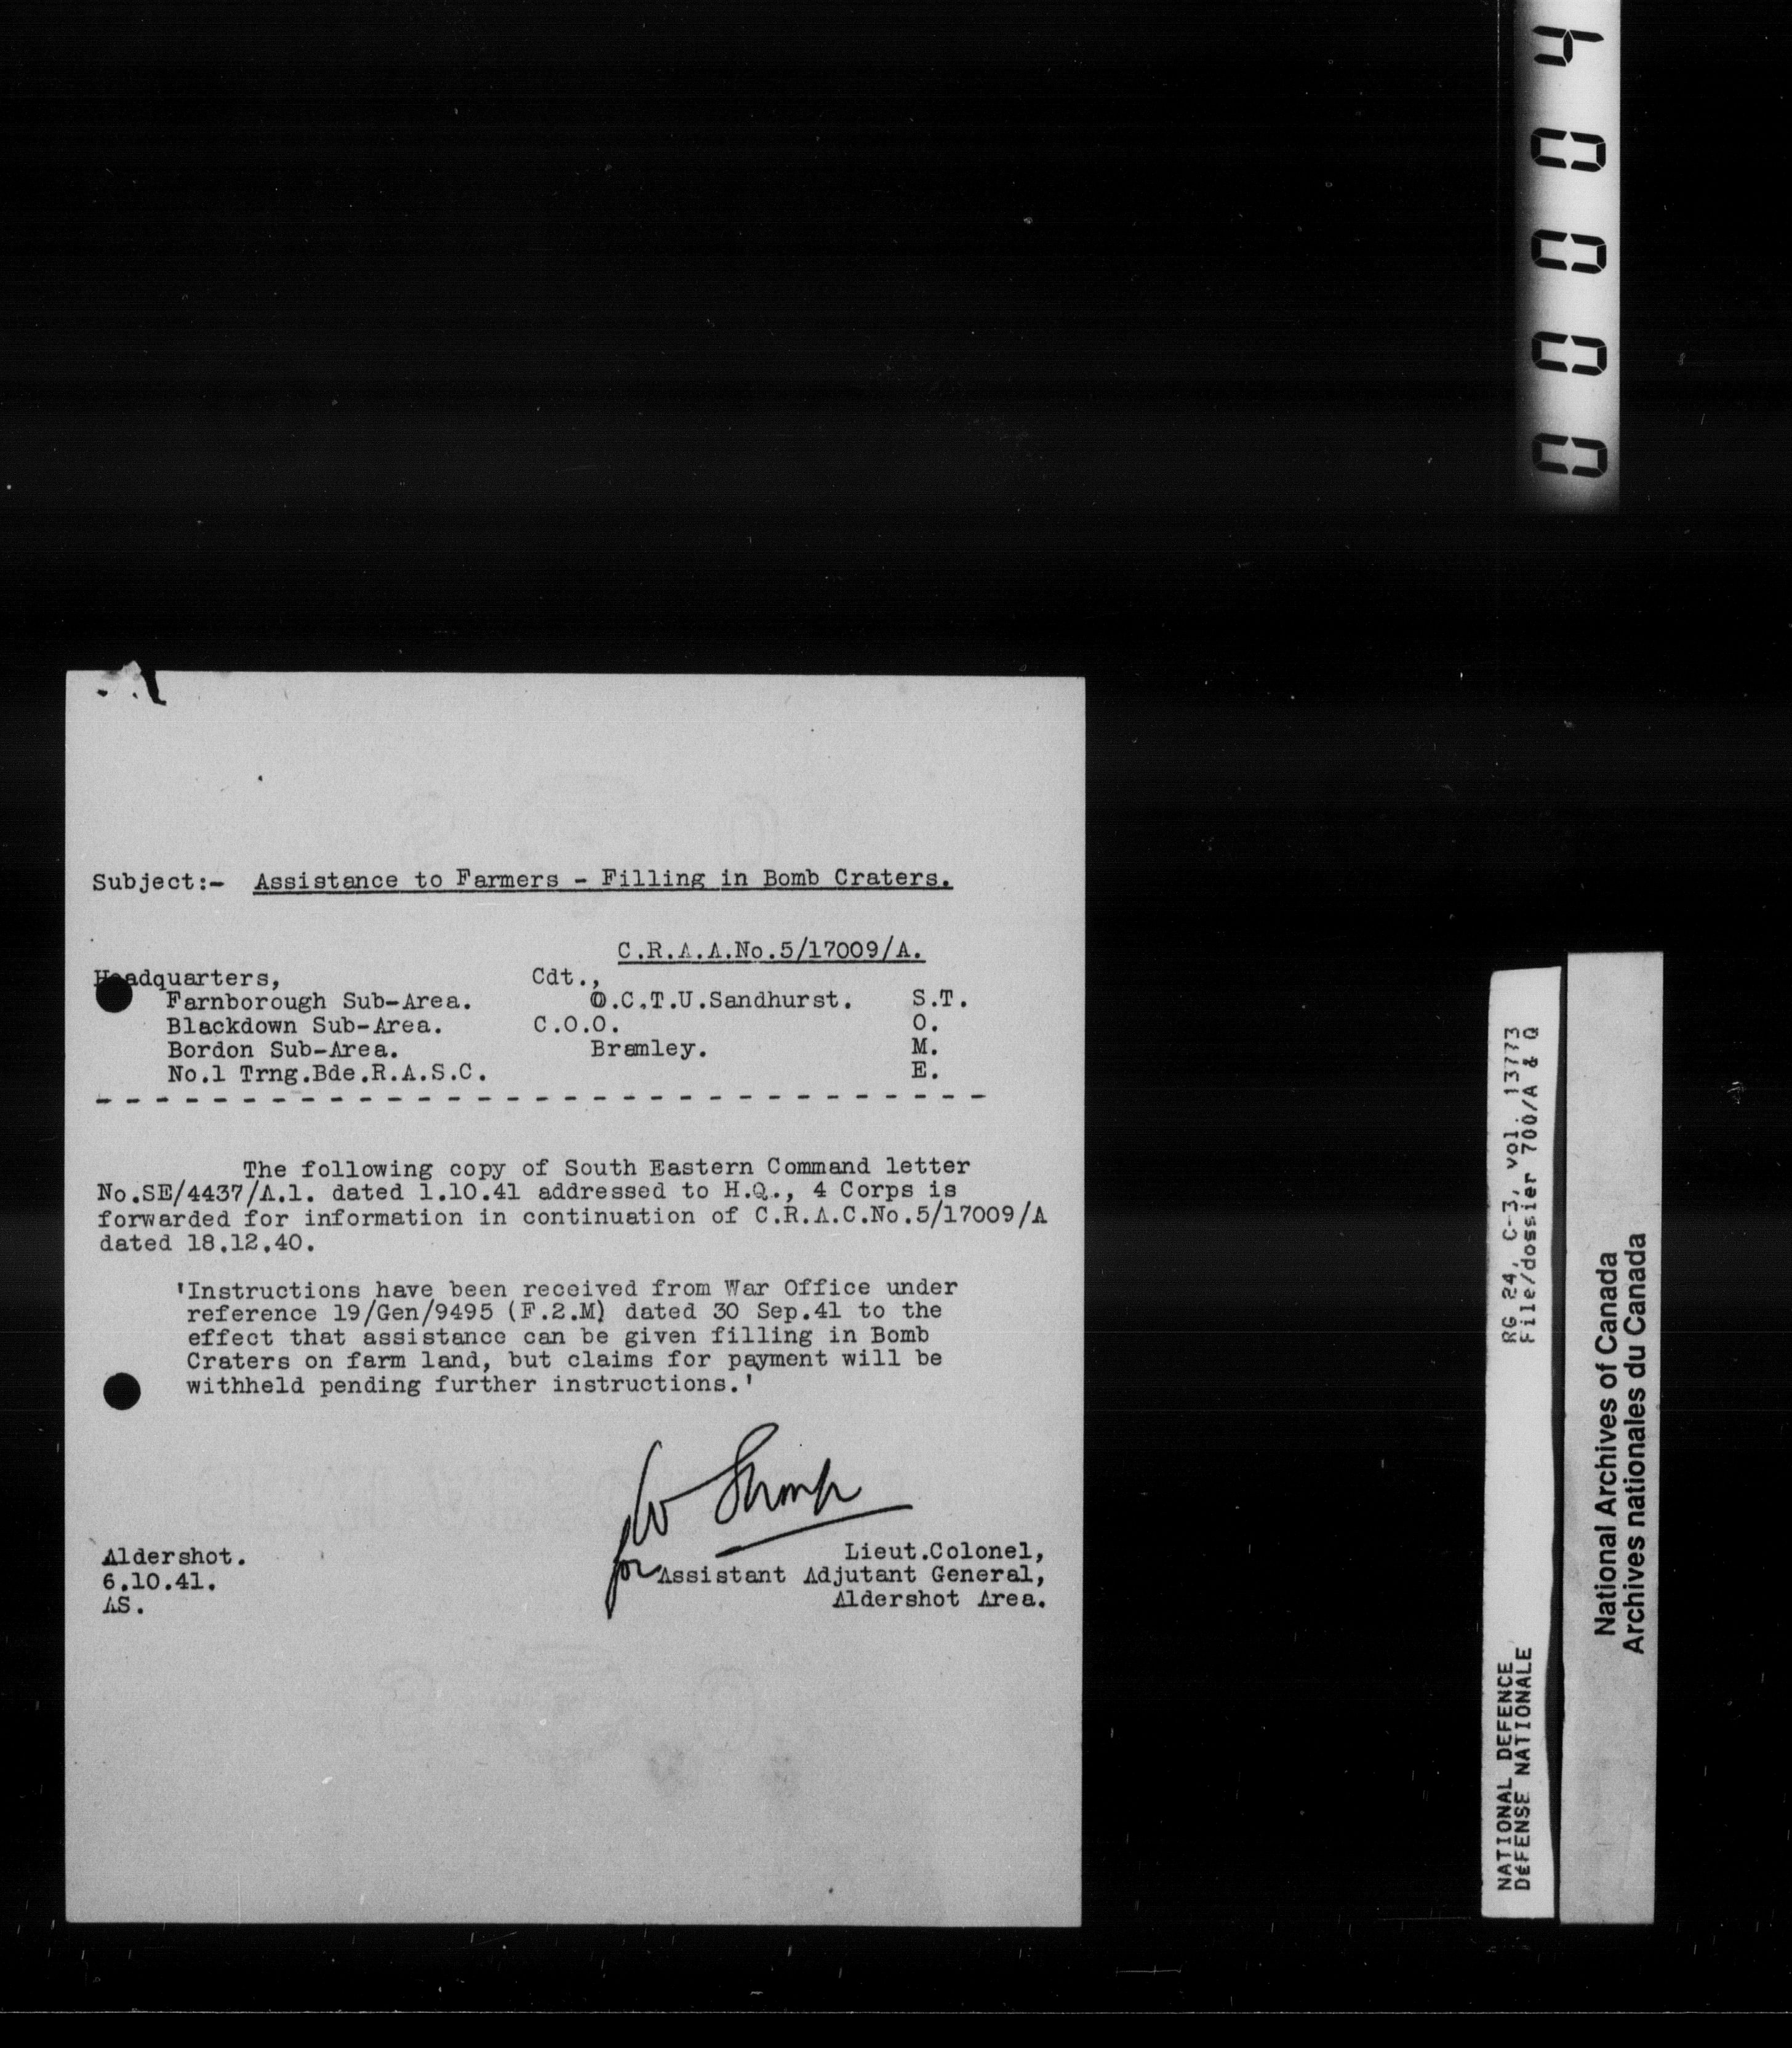 Subject:- Assistance to Farmers - Filling in Bomb Craters.
C.R.A.A.No.5/17009/A.
Headquarters, Cdt.,
Farnborough Sub-Area. O.C.T.U.Sandhurst. S.T.
Blackdown Sub-Area. C.O.O. O.
Bordon Sub-Area. Bramley. M.
No.1 Trng.Bde.R.A.S.C. E.
The following copy of South Eastern Command letter
No.SE/4437/A.1. dated 1.10.41 addressed to H.Q., 4 Corps is
forwarded for information in continuation of C.R.A.C.No.5/17009/A
dated 18.12.40.
'Instructions have been received from War Office under
reference 19/Gen/9495 (F.2.M) dated 30 Sep.41 to the
effect that assistance can be given filling in Bomb
Craters on farm land, but claims for payment will be
withheld pending further instructions.'
Aldershot. Lieut.Colonel,
6.10.41. for Assistant Adjutant General,
AS. Aldershot Area.
00004
RG 24, C-3, vol. 13773
File/dossier 700/A & Q
NATIONAL DEFENCE
DÉFENSE NATIONALE
National Archives of Canada
Archives nationales du Canada